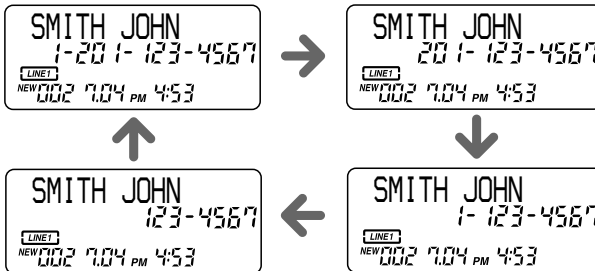 SMITH JOHN
1-201-123-4567
LINE1
NEW 002 7.04 PM 4:53
SMITH JOHN
201-123-4567
LINE1
NEW 002 7.04 PM 4:53
SMITH JOHN
123-4567
LINE1
NEW 002 7.04 PM 4:53
SMITH JOHN
1-123-4567
LINE1
NEW 002 7.04 PM 4:53